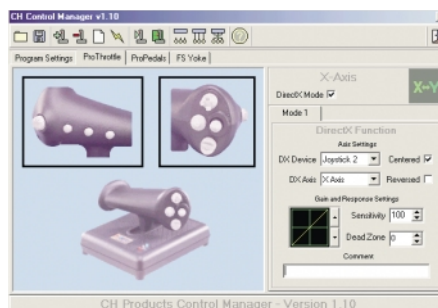 CH Control Manager v1.10
Program Settings ProThrottle ProPedals FS Yoke
X-Axis
DirectX Mode
X↔Y
Mode 1
DirectX Function
Axis Settings
DX Device Joystick 2 Centered
DX Axis X Axis Reversed
Gain and Response Settings
Sensitivity 100
Dead Zone 0
Comment
CH Products Control Manager - Version 1.10